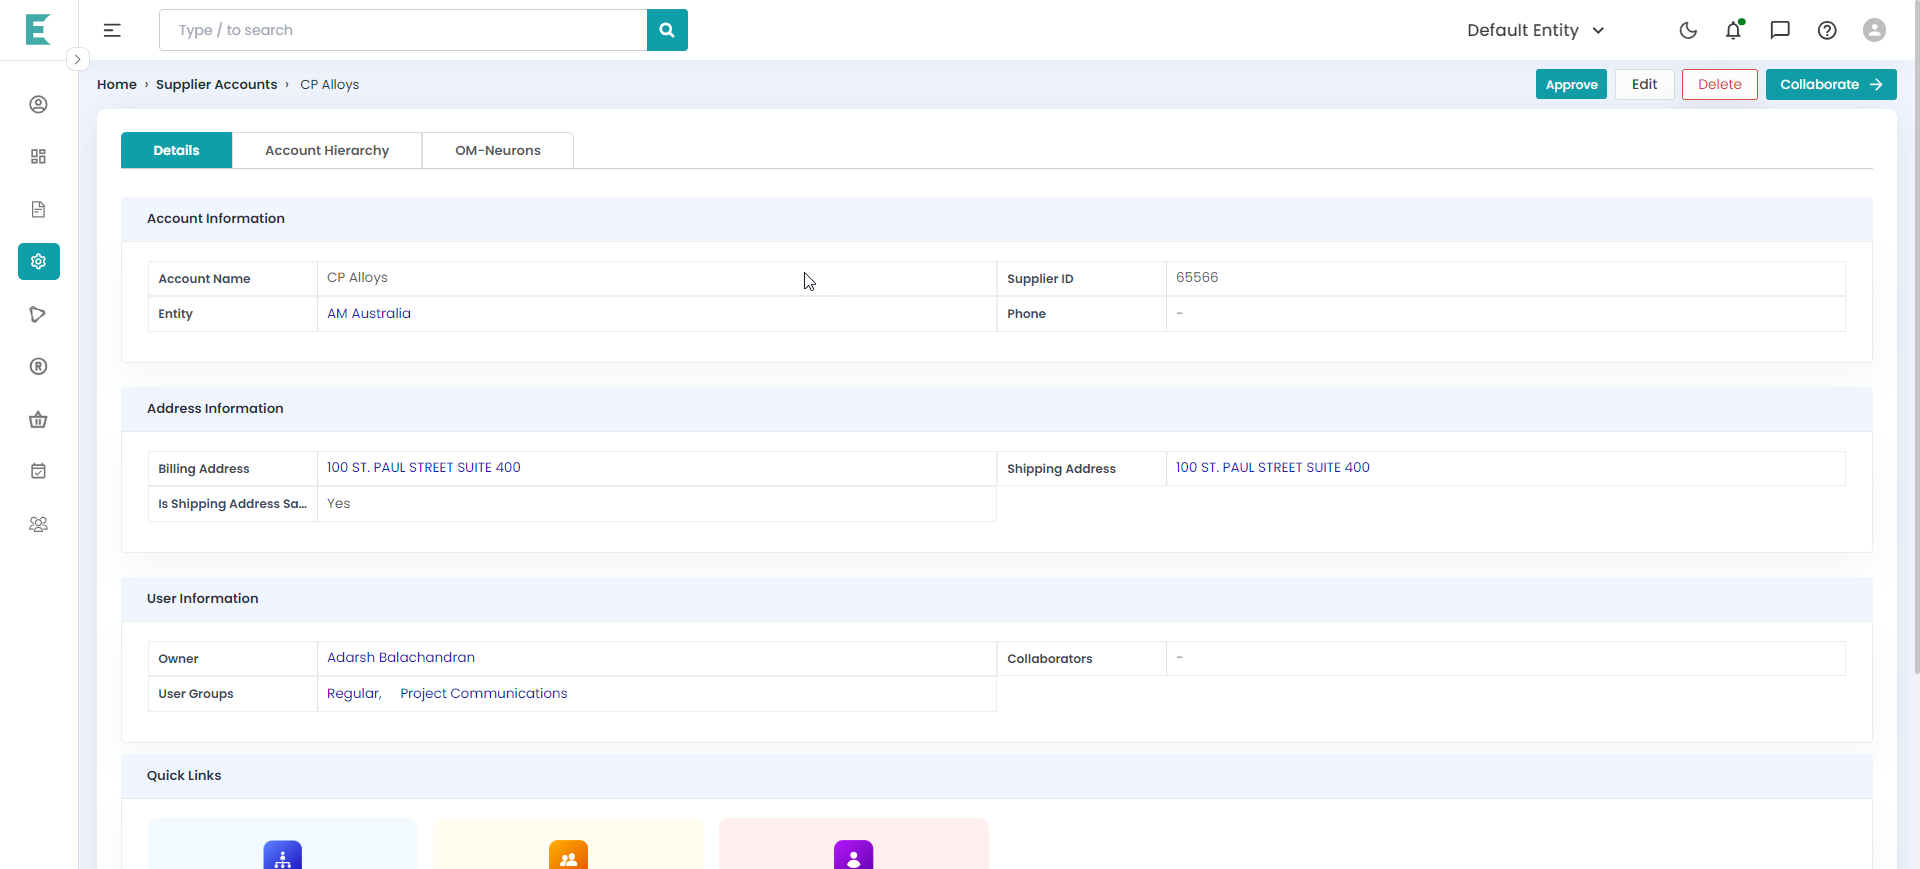 Type / to search
Default Entity
Home › Supplier Accounts › CP Alloys
Approve
Edit
Delete
Collaborate
Details
Account Hierarchy
OM-Neurons
Account Information
Account Name
CP Alloys
Supplier ID
65566
Entity
AM Australia
Phone
-
Address Information
Billing Address
100 ST. PAUL STREET SUITE 400
Shipping Address
100 ST. PAUL STREET SUITE 400
Is Shipping Address Sa...
Yes
User Information
Owner
Adarsh Balachandran
Collaborators
-
User Groups
Regular, Project Communications
Quick Links